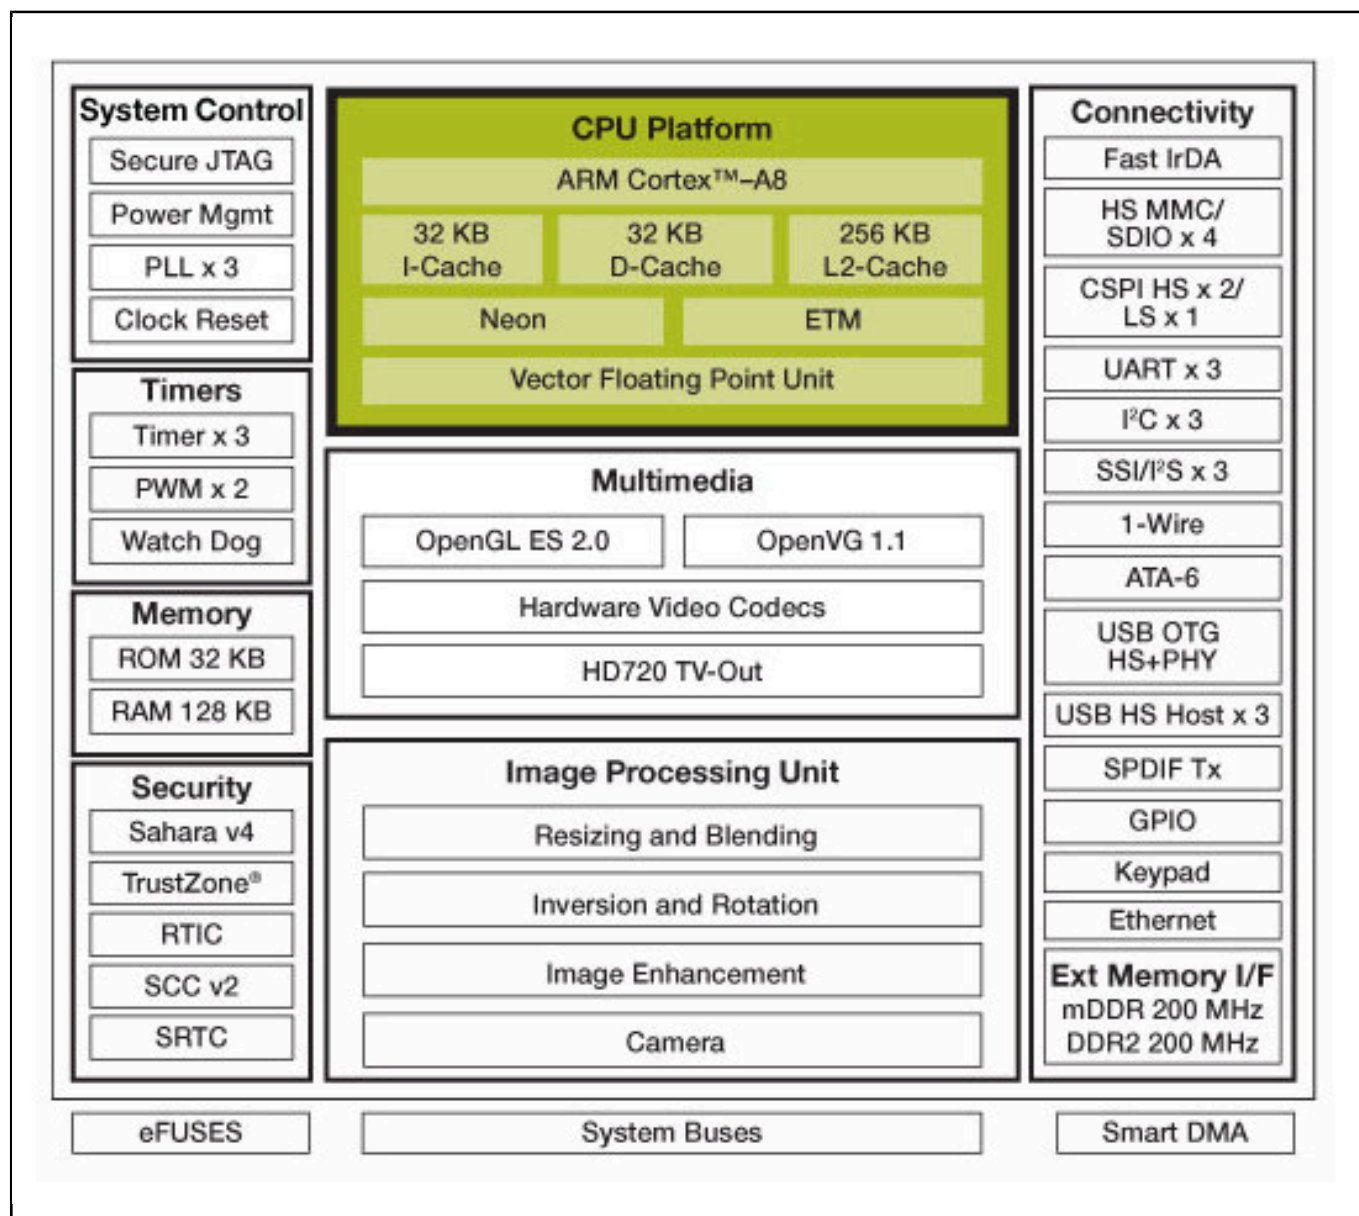 System Control
Secure JTAG
Power Mgmt
PLL x 3
Clock Reset
Timers
Timer x 3
PWM x 2
Watch Dog
Memory
ROM 32 KB
RAM 128 KB
Security
Sahara v4
TrustZone®
RTIC
SCC v2
SRTC
CPU Platform
ARM Cortex™–A8
32 KB
I-Cache
32 KB
D-Cache
256 KB
L2-Cache
Neon
ETM
Vector Floating Point Unit
Multimedia
OpenGL ES 2.0
OpenVG 1.1
Hardware Video Codecs
HD720 TV-Out
Image Processing Unit
Resizing and Blending
Inversion and Rotation
Image Enhancement
Camera
Connectivity
Fast IrDA
HS MMC/
SDIO x 4
CSPI HS x 2/
LS x 1
UART x 3
I²C x 3
SSI/I²S x 3
1-Wire
ATA-6
USB OTG
HS+PHY
USB HS Host x 3
SPDIF Tx
GPIO
Keypad
Ethernet
Ext Memory I/F
mDDR 200 MHz
DDR2 200 MHz
eFUSES
System Buses
Smart DMA